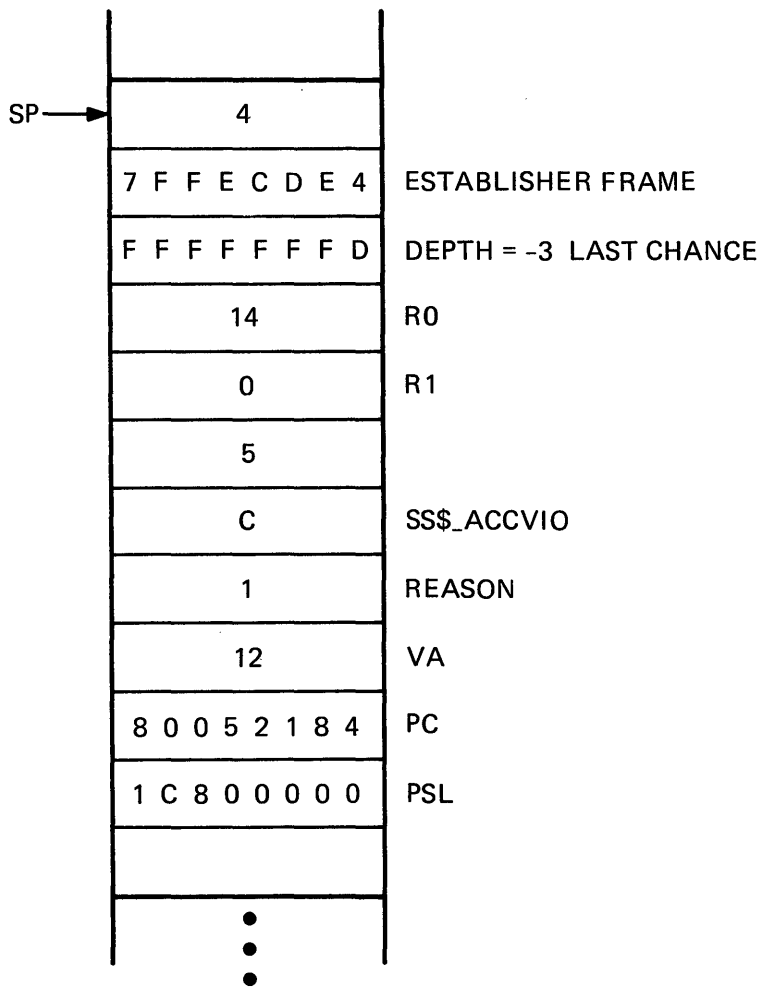 SP 4
7 F F E C D E 4 ESTABLISHER FRAME
F F F F F F F D DEPTH = -3 LAST CHANCE
14 R0
0 R1
5
C SS$_ACCVIO
1 REASON
12 VA
8 0 0 5 2 1 8 4 PC
1 C 8 0 0 0 0 0 PSL